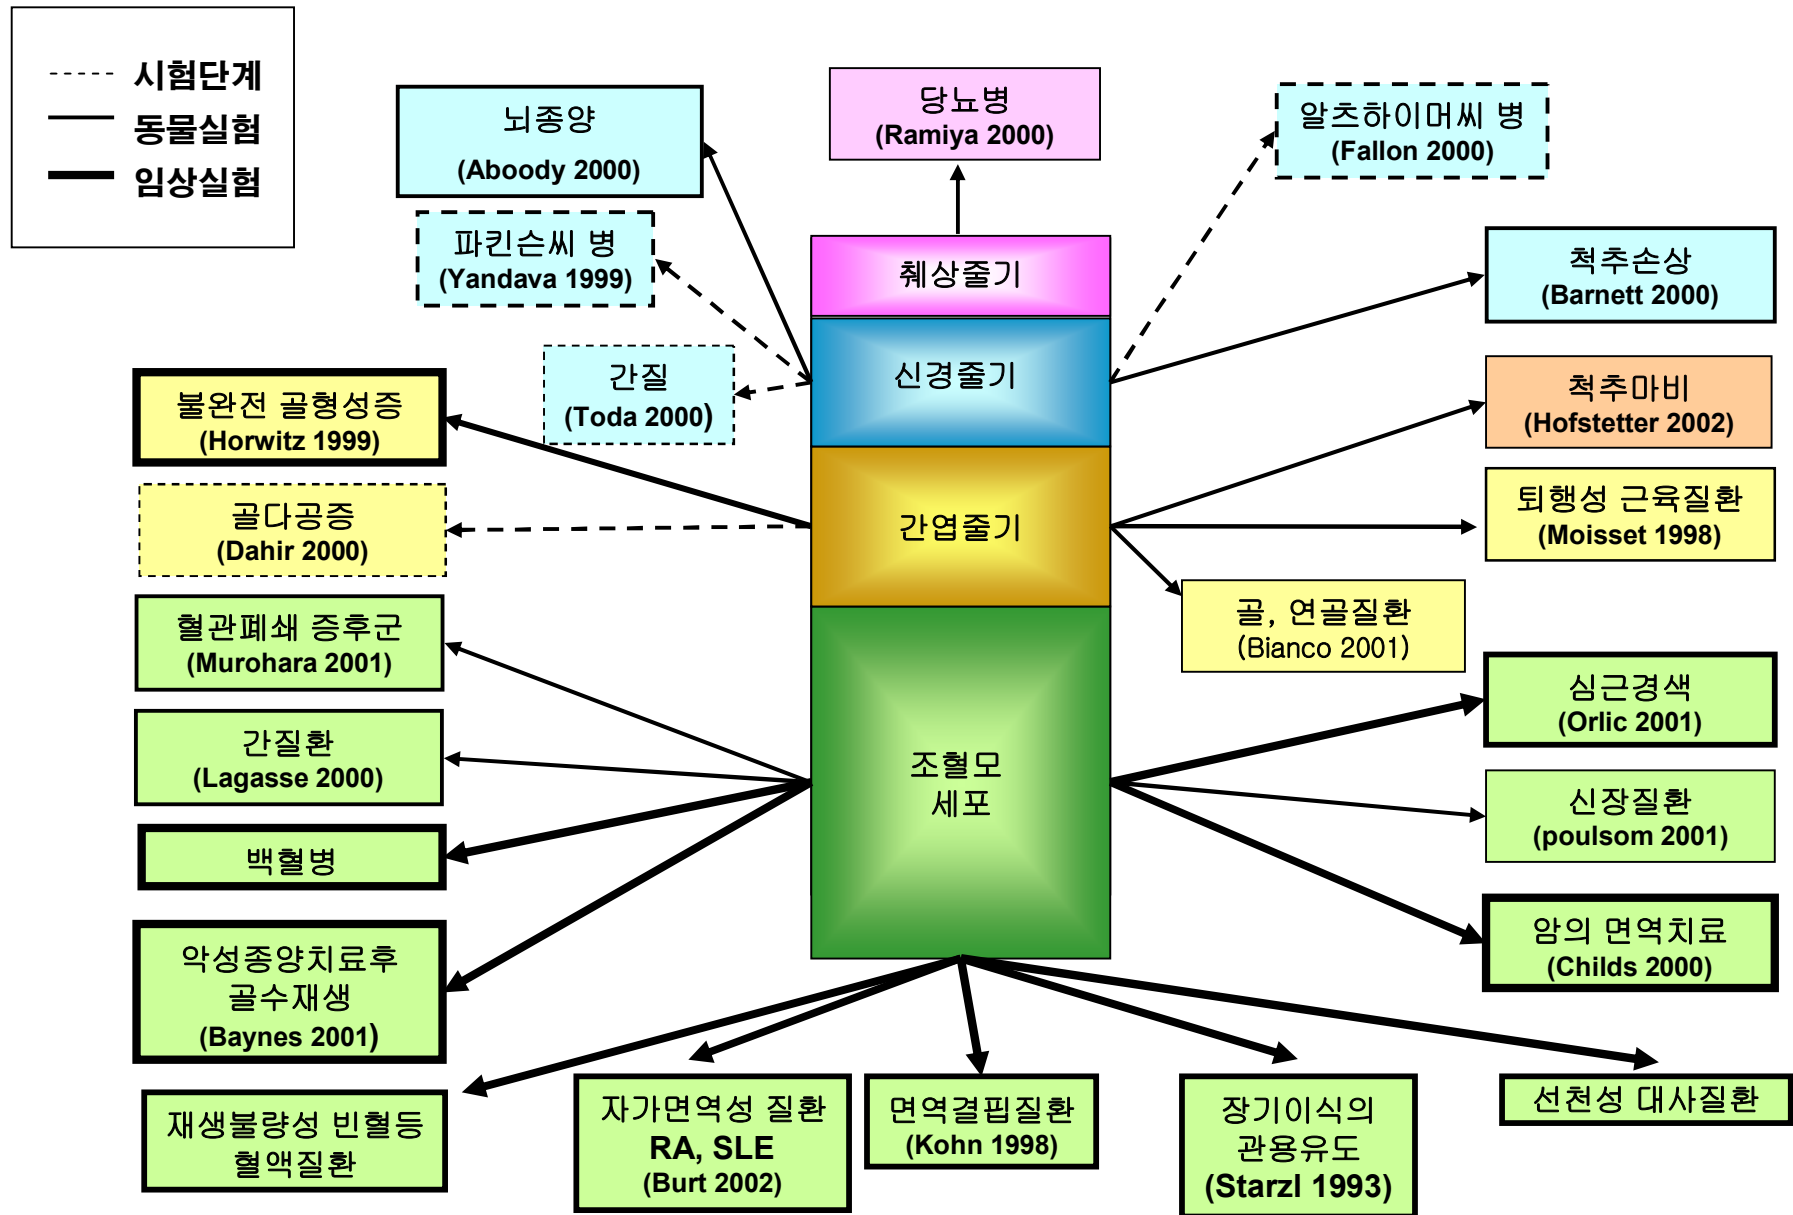 시험단계
동물실험
임상실험
뇌종양
(Aboody 2000)
당뇨병
(Ramiya 2000)
알츠하이머씨 병
(Fallon 2000)
파킨슨씨 병
(Yandava 1999)
췌상줄기
척추손상
(Barnett 2000)
간질
(Toda 2000)
신경줄기
불완전 골형성증
(Horwitz 1999)
척추마비
(Hofstetter 2002)
골다공증
(Dahir 2000)
간엽줄기
퇴행성 근육질환
(Moisset 1998)
혈관폐쇄 증후군
(Murohara 2001)
골, 연골질환
(Bianco 2001)
심근경색
(Orlic 2001)
간질환
(Lagasse 2000)
조혈모
세포
신장질환
(poulsom 2001)
백혈병
악성종양치료후
골수재생
(Baynes 2001)
암의 면역치료
(Childs 2000)
재생불량성 빈혈등
혈액질환
자가면역성 질환
RA, SLE
(Burt 2002)
면역결핍질환
(Kohn 1998)
장기이식의
관용유도
(Starzl 1993)
선천성 대사질환